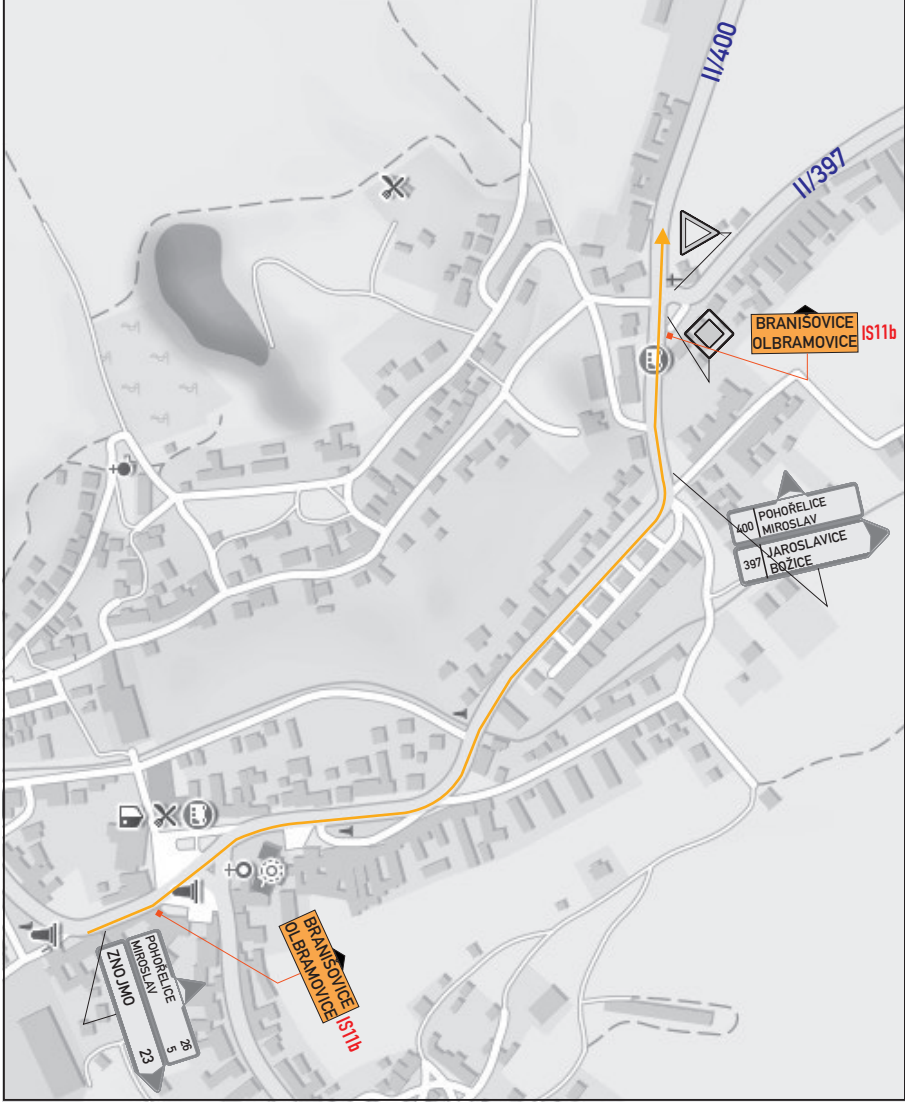 II/400
II/397
BRANIŠOVICE
OLBRAMOVICE
IS11b
400 POHOŘELICE
MIROSLAV
397 JAROSLAVICE
BOŽICE
BRANIŠOVICE
OLBRAMOVICE
IS11b
POHOŘELICE 26
MIROSLAV 5
ZNOJMO 23